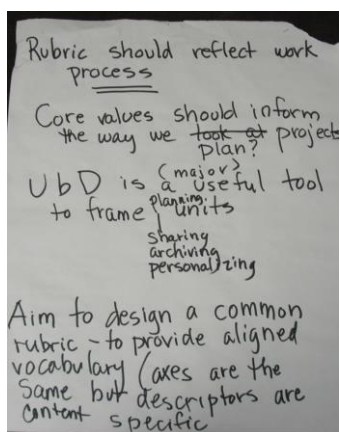 Rubric should reflect work
process
Core values should inform
the way we took at projects
plan?
(major)
UbD is a useful tool
planning
to frame units
sharing
archiving
personalizing
Aim to design a common
rubric - to provide aligned
vocabulary (axes are the
same but descriptors are
content specific